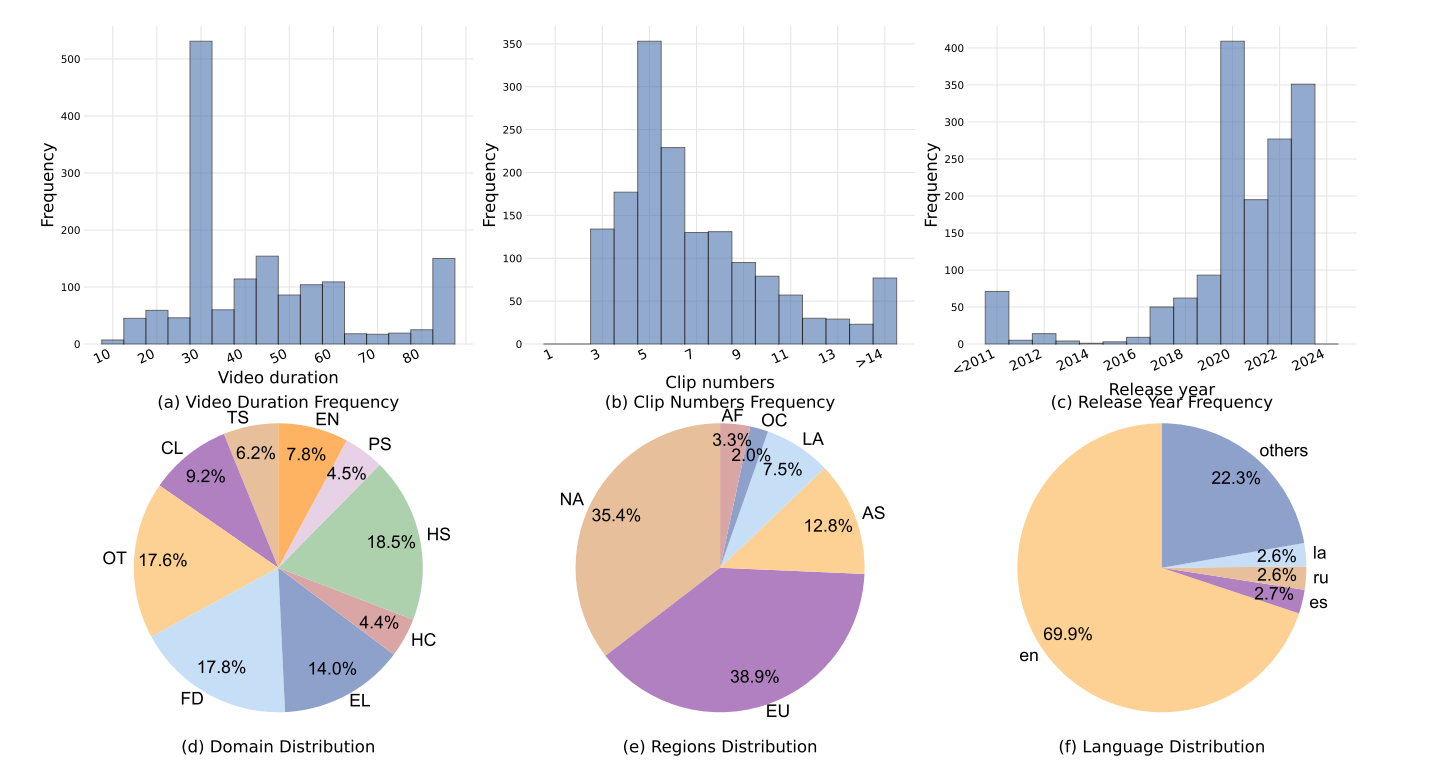 500
400
300
200
100
0
Frequency
10 20 30 40 50 60 70 80
Video duration
(a) Video Duration Frequency
350
300
250
200
150
100
50
0
Frequency
1 3 5 7 9 11 13 >14
Clip numbers
(b) Clip Numbers Frequency
400
350
300
250
200
150
100
50
0
Frequency
<2011 2012 2014 2016 2018 2020 2022 2024
Release year
(c) Release Year Frequency
TS
6.2%
EN
7.8%
PS
4.5%
CL
9.2%
HS
18.5%
OT
17.6%
HC
4.4%
FD
17.8%
EL
14.0%
(d) Domain Distribution
AF
3.3%
OC
2.0%
LA
7.5%
NA
35.4%
AS
12.8%
EU
38.9%
(e) Regions Distribution
others
22.3%
la
2.6%
ru
2.6%
es
2.7%
en
69.9%
(f) Language Distribution